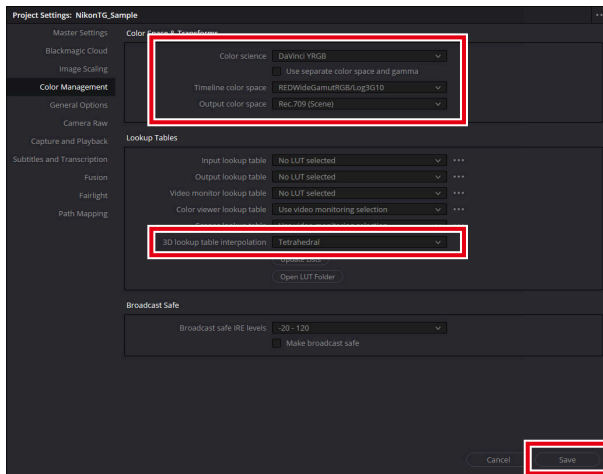 Project Settings: NikonTG_Sample
Master Settings
Blackmagic Cloud
Image Scaling
Color Management
General Options
Camera Raw
Capture and Playback
Subtitles and Transcription
Fusion
Fairlight
Path Mapping
Color Space & Transforms
Color science DaVinci YRGB
Use separate color space and gamma
Timeline color space REDWideGamutRGB/Log3G10
Output color space Rec.709 (Scene)
Lookup Tables
Input lookup table No LUT selected
Output lookup table No LUT selected
Video monitor lookup table No LUT selected
Color viewer lookup table Use video monitoring selection
3D lookup table interpolation Tetrahedral
Update Lists
Open LUT Folder
Broadcast Safe
Broadcast safe IRE levels -20 - 120
Make broadcast safe
Cancel Save